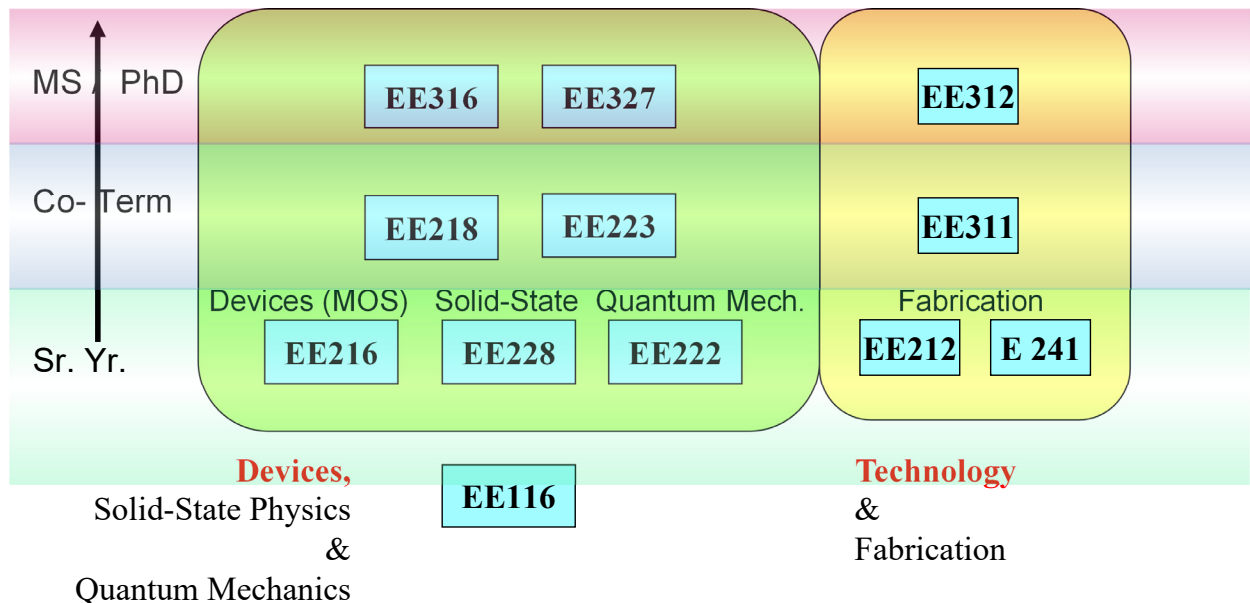 MS / PhD
EE316 EE327 EE312
Co- Term
EE218 EE223 EE311
Devices (MOS) Solid-State Quantum Mech. Fabrication
EE216 EE228 EE222 EE212 E 241
Sr. Yr.
Devices,
Solid-State Physics
&
Quantum Mechanics
EE116
Technology
&
Fabrication